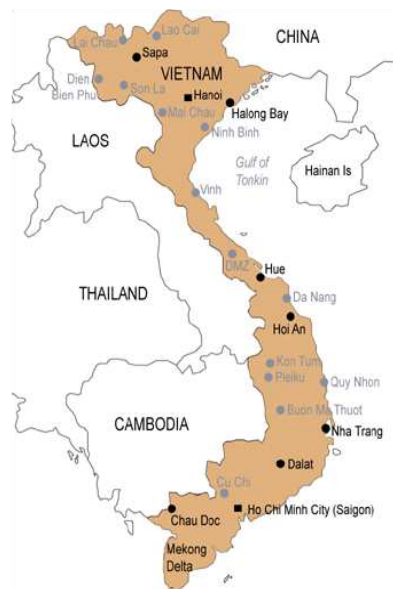 Lao Cai
Lai Chau
CHINA
Sapa
VIETNAM
Dien
Bien Phu
Son La
Hanoi
Halong Bay
Mai Chau
LAOS
Ninh Binh
Gulf of
Tonkin
Hainan Is
Vinh
DMZ
Hue
THAILAND
Da Nang
Hoi An
Kon Tum
Pleiku
Quy Nhon
CAMBODIA
Buon Ma Thuot
Nha Trang
Dalat
Cu Chi
Chau Doc
Ho Chi Minh City (Saigon)
Mekong
Delta